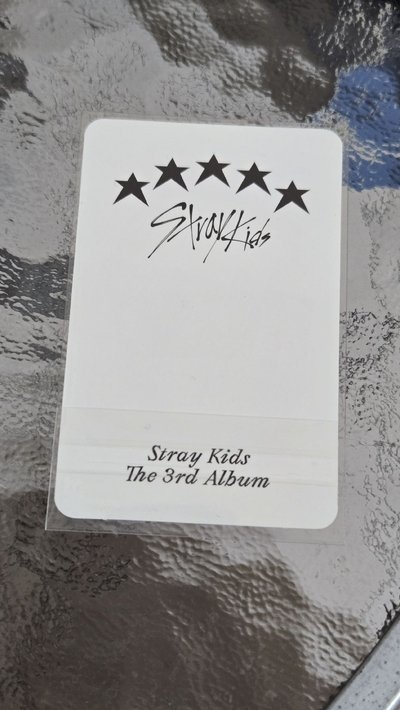 ★★★★★
Stray Kids
Stray Kids
The 3rd Album